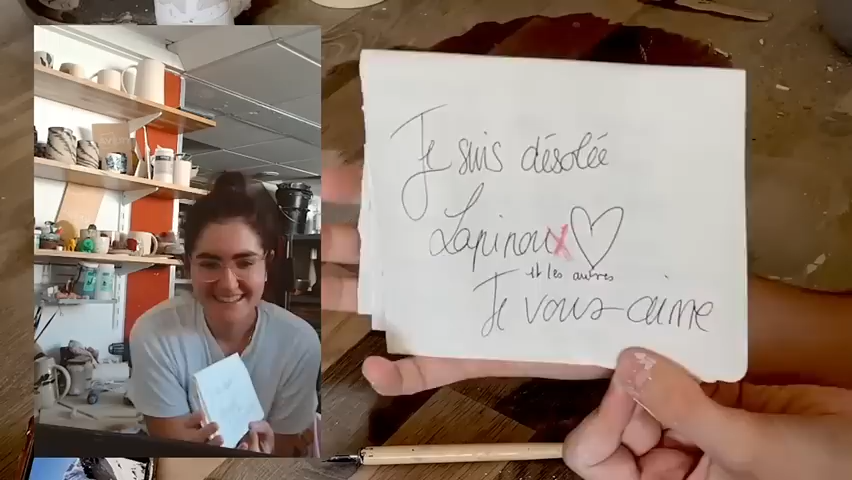 Je suis désolée
Lapinoux
et les autres
Je vous aime